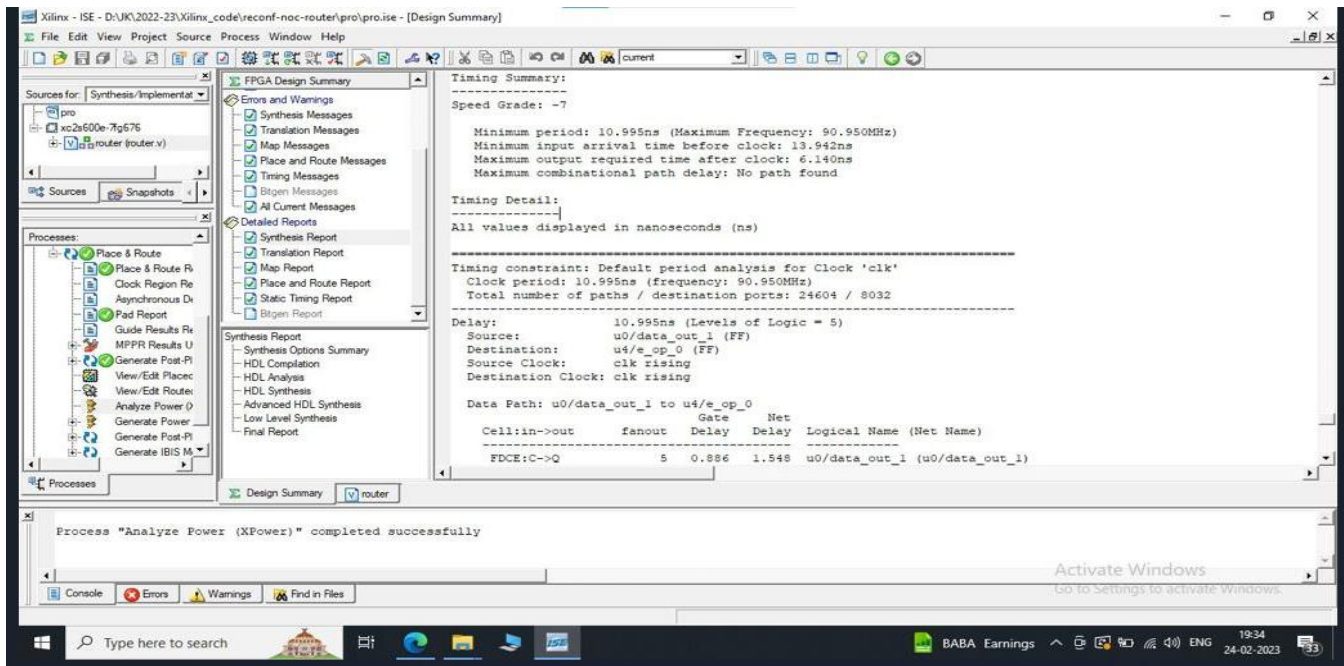 Xilinx - ISE - D:\JK\2022-23\Xilinx_code\reconf-noc-router\pro\pro.ise - [Design Summary]
File Edit View Project Source Process Window Help
current
Sources for: Synthesis/Implementat
pro
xc2s600e-7fg676
router (router.v)
Sources
Snapshots
Processes:
Place & Route
Place & Route Re
Clock Region Re
Asynchronous De
Pad Report
Guide Results Re
MPPR Results U
Generate Post-Pl
View/Edit Placec
View/Edit Routec
Analyze Power (X
Generate Power
Generate Post-Pl
Generate IBIS M
Processes
FPGA Design Summary
Errors and Warnings
Synthesis Messages
Translation Messages
Map Messages
Place and Route Messages
Timing Messages
Bitgen Messages
All Current Messages
Detailed Reports
Synthesis Report
Translation Report
Map Report
Place and Route Report
Static Timing Report
Bitgen Report
Synthesis Report
Synthesis Options Summary
HDL Compilation
HDL Analysis
HDL Synthesis
Advanced HDL Synthesis
Low Level Synthesis
Final Report
Design Summary
router
Timing Summary:
---------------
Speed Grade: -7
Minimum period: 10.995ns (Maximum Frequency: 90.950MHz)
Minimum input arrival time before clock: 13.942ns
Maximum output required time after clock: 6.140ns
Maximum combinational path delay: No path found
Timing Detail:
--------------
All values displayed in nanoseconds (ns)
Timing constraint: Default period analysis for Clock 'clk'
Clock period: 10.995ns (frequency: 90.950MHz)
Total number of paths / destination ports: 24604 / 8032
Delay: 10.995ns (Levels of Logic = 5)
Source: u0/data_out_1 (FF)
Destination: u4/e_op_0 (FF)
Source Clock: clk rising
Destination Clock: clk rising
Data Path: u0/data_out_1 to u4/e_op_0
Gate Net
Cell:in->out fanout Delay Delay Logical Name (Net Name)
FDCE:C->Q 5 0.886 1.548 u0/data_out_1 (u0/data_out_1)
Process "Analyze Power (XPower)" completed successfully
Activate Windows
Go to Settings to activate Windows.
Console
Errors
Warnings
Find in Files
Type here to search
ISE
BABA Earnings
ENG
19:34
24-02-2023
33